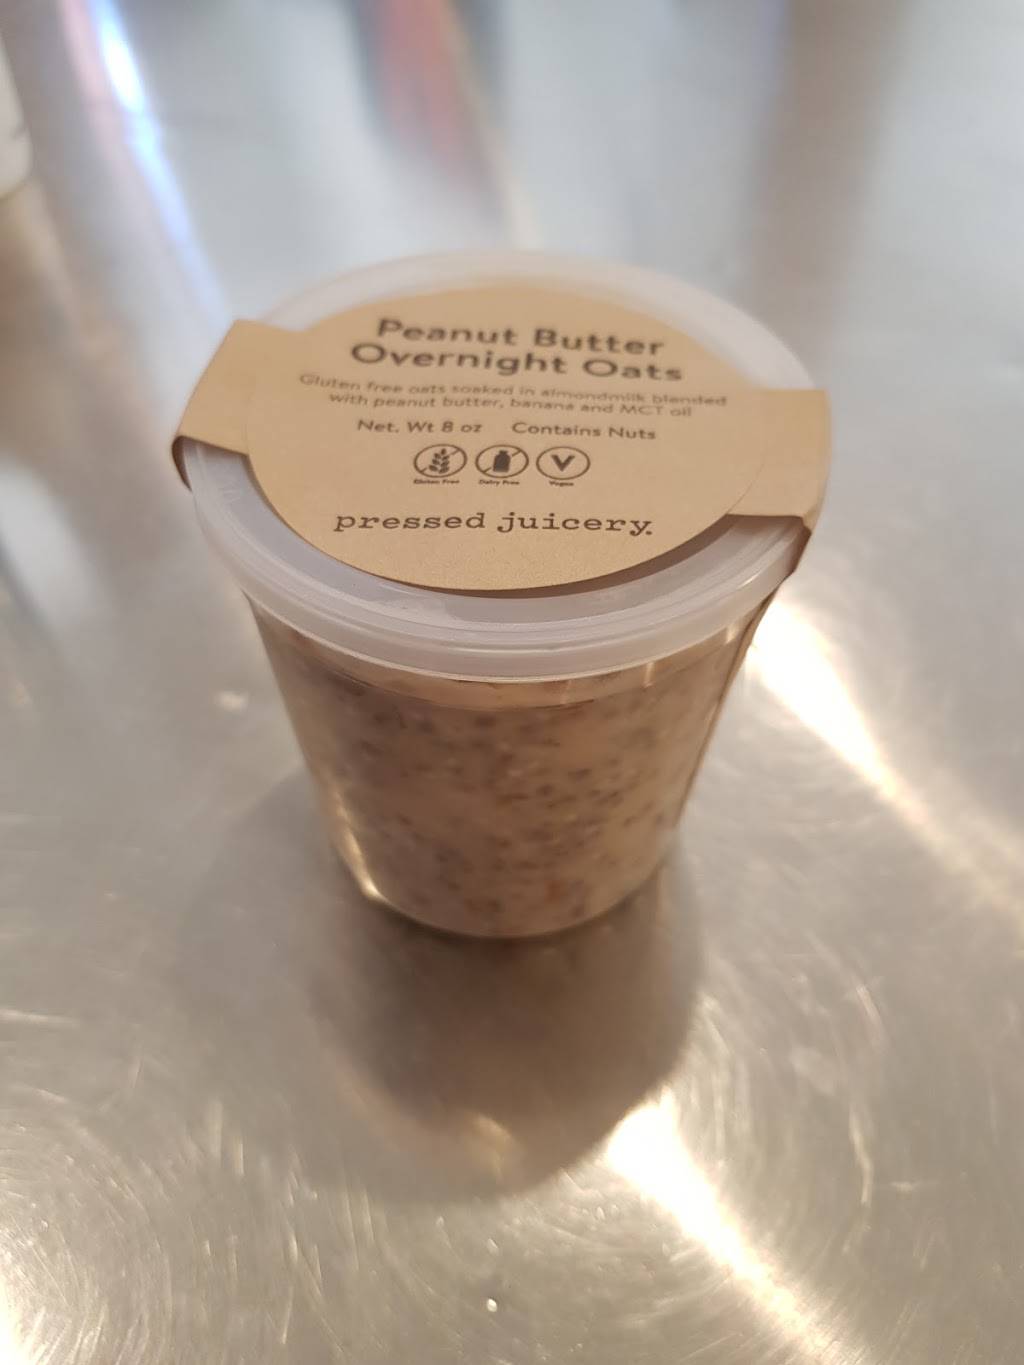 Peanut Butter
Overnight Oats
Gluten free oats soaked in almondmilk blended
with peanut butter, banana and MCT oil
Net. Wt 8 oz Contains Nuts
Gluten Free Dairy Free Vegan
pressed juicery.